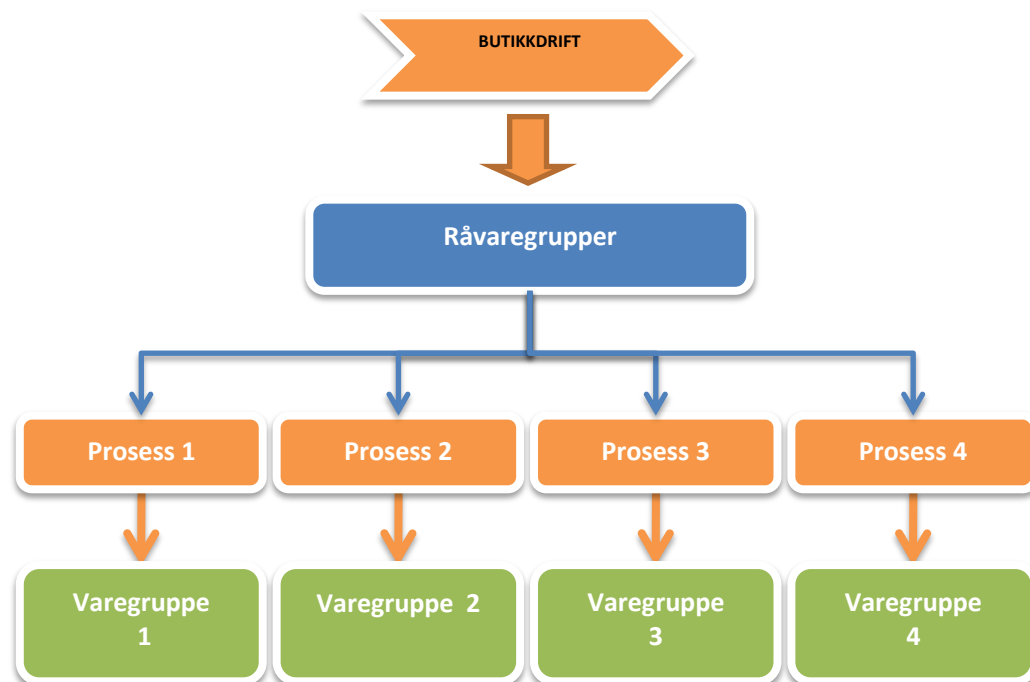 BUTIKKDRIFT
Råvaregrupper
Prosess 1
Prosess 2
Prosess 3
Prosess 4
Varegruppe
1
Varegruppe 2
Varegruppe
3
Varegruppe
4